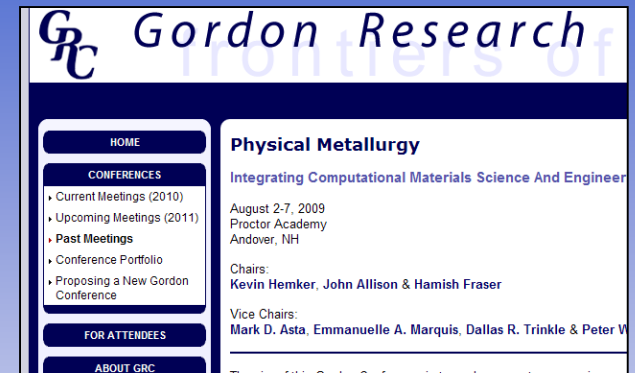 GRC Gordon Research
frontiers of
HOME
CONFERENCES
Current Meetings (2010)
Upcoming Meetings (2011)
Past Meetings
Conference Portfolio
Proposing a New Gordon
Conference
FOR ATTENDEES
ABOUT GRC
Physical Metallurgy
Integrating Computational Materials Science And Engineer
August 2-7, 2009
Proctor Academy
Andover, NH
Chairs:
Kevin Hemker, John Allison & Hamish Fraser
Vice Chairs:
Mark D. Asta, Emmanuelle A. Marquis, Dallas R. Trinkle & Peter W